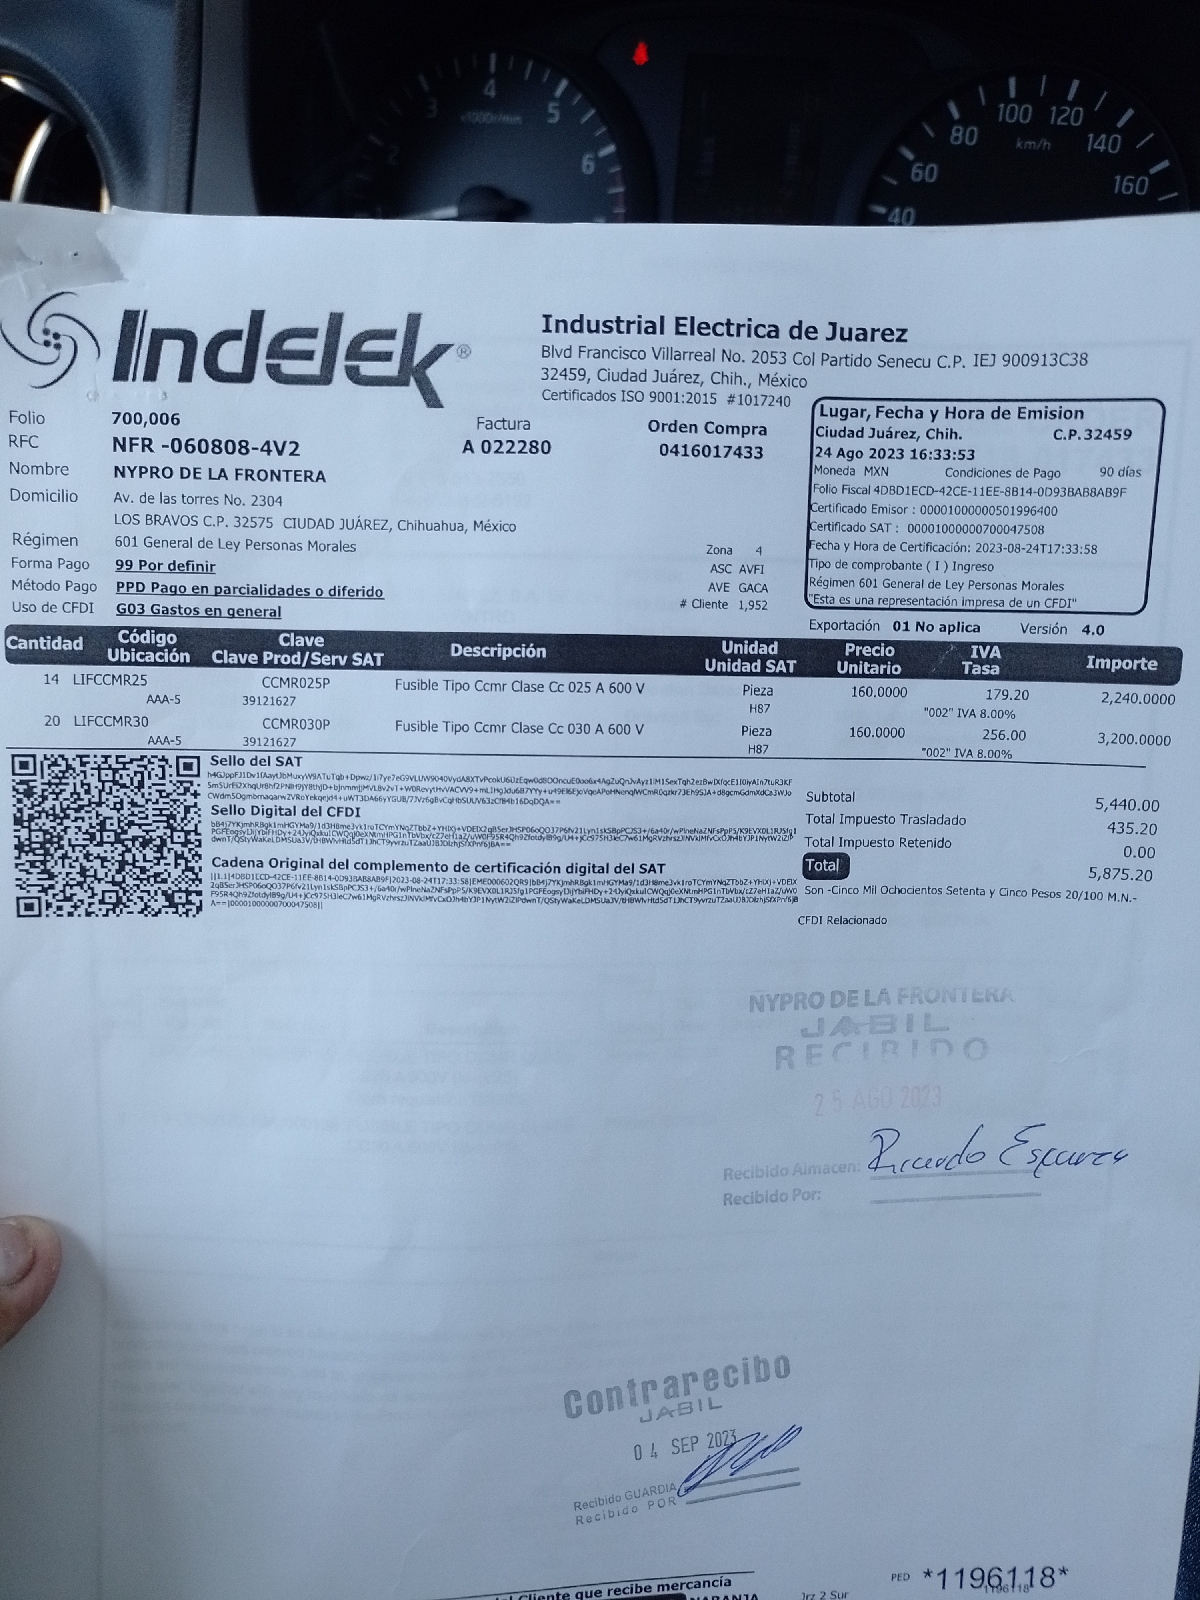 3 4 5 6
x1000r/min
2
40 60 80 100 120 140 160
km/h
Indelek®
Industrial Electrica de Juarez
Blvd Francisco Villarreal No. 2053 Col Partido Senecu C.P. IEJ 900913C38
32459, Ciudad Juárez, Chih., México
Certificados ISO 9001:2015 #1017240
Folio 700,006
RFC NFR -060808-4V2
Nombre NYPRO DE LA FRONTERA
Domicilio Av. de las torres No. 2304
LOS BRAVOS C.P. 32575 CIUDAD JUÁREZ, Chihuahua, México
Régimen 601 General de Ley Personas Morales
Forma Pago 99 Por definir
Método Pago PPD Pago en parcialidades o diferido
Uso de CFDI G03 Gastos en general
Factura
A 022280
Orden Compra
0416017433
Zona 4
ASC AVFI
AVE GACA
# Cliente 1,952
Lugar, Fecha y Hora de Emision
Ciudad Juárez, Chih. C.P.32459
24 Ago 2023 16:33:53
Moneda MXN Condiciones de Pago 90 días
Folio Fiscal 4DBD1ECD-42CE-11EE-8B14-0D93BAB8AB9F
Certificado Emisor : 00001000000501996400
Certificado SAT : 00001000000700047508
Fecha y Hora de Certificación: 2023-08-24T17:33:58
Tipo de comprobante ( I ) Ingreso
Régimen 601 General de Ley Personas Morales
"Esta es una representación impresa de un CFDI"
Exportación 01 No aplica Versión 4.0
Cantidad Código Ubicación Clave Clave Prod/Serv SAT Descripción Unidad Unidad SAT Precio Unitario IVA Tasa Importe
14 LIFCCMR25 CCMR025P Fusible Tipo Ccmr Clase Cc 025 A 600 V Pieza 160.0000 179.20 2,240.0000
AAA-5 39121627 H87 "002" IVA 8.00%
20 LIFCCMR30 CCMR030P Fusible Tipo Ccmr Clase Cc 030 A 600 V Pieza 160.0000 256.00 3,200.0000
AAA-5 39121627 H87 "002" IVA 8.00%
Sello del SAT
Sello Digital del CFDI
Cadena Original del complemento de certificación digital del SAT
Subtotal 5,440.00
Total Impuesto Trasladado 435.20
Total Impuesto Retenido 0.00
Total 5,875.20
Son -Cinco Mil Ochocientos Setenta y Cinco Pesos 20/100 M.N.-
CFDI Relacionado
NYPRO DE LA FRONTERA
JABIL
RECIBIDO
25 AGO 2023
Recibido Almacen: Ricardo Esparza
Recibido Por:
Contrarecibo
JABIL
04 SEP 2023
Recibido GUARDIA
Recibido POR
Cliente que recibe mercancía
NARANJA Jrz 2 Sur
PED *1196118*
1196118